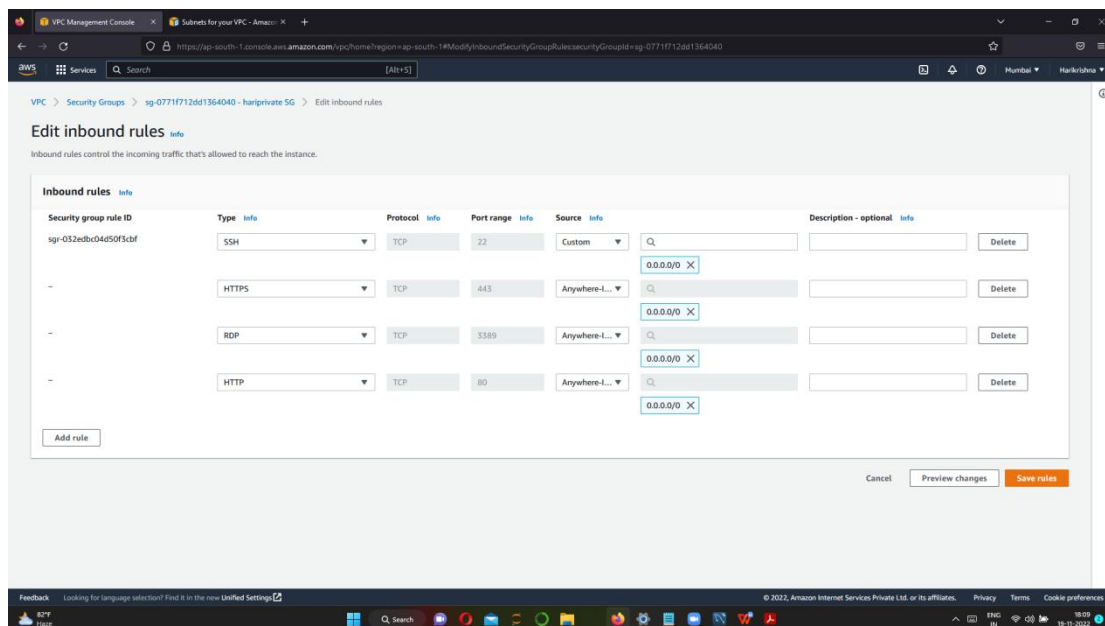 VPC Management Console
Subnets for your VPC - Amazon
https://ap-south-1.console.aws.amazon.com/vpc/home?region=ap-south-1#ModifyInboundSecurityGroupRules:securityGroupId=sg-0771f712dd1364040
aws Services Search [Alt+S] Mumbai Harikrishna
VPC > Security Groups > sg-0771f712dd1364040 - hariprivate SG > Edit inbound rules
Edit inbound rules Info
Inbound rules control the incoming traffic that's allowed to reach the instance.
Inbound rules Info
Security group rule ID Type Info Protocol Info Port range Info Source Info Description - optional Info
sgr-032edbc04d50f3cbf SSH TCP 22 Custom Delete
0.0.0.0/0
– HTTPS TCP 443 Anywhere-I... Delete
0.0.0.0/0
– RDP TCP 3389 Anywhere-I... Delete
0.0.0.0/0
– HTTP TCP 80 Anywhere-I... Delete
0.0.0.0/0
Add rule
Cancel Preview changes Save rules
Feedback Looking for language selection? Find it in the new Unified Settings © 2022, Amazon Internet Services Private Ltd. or its affiliates. Privacy Terms Cookie preferences
82°F Search ENG 18:09
Haze IN 19-11-2022